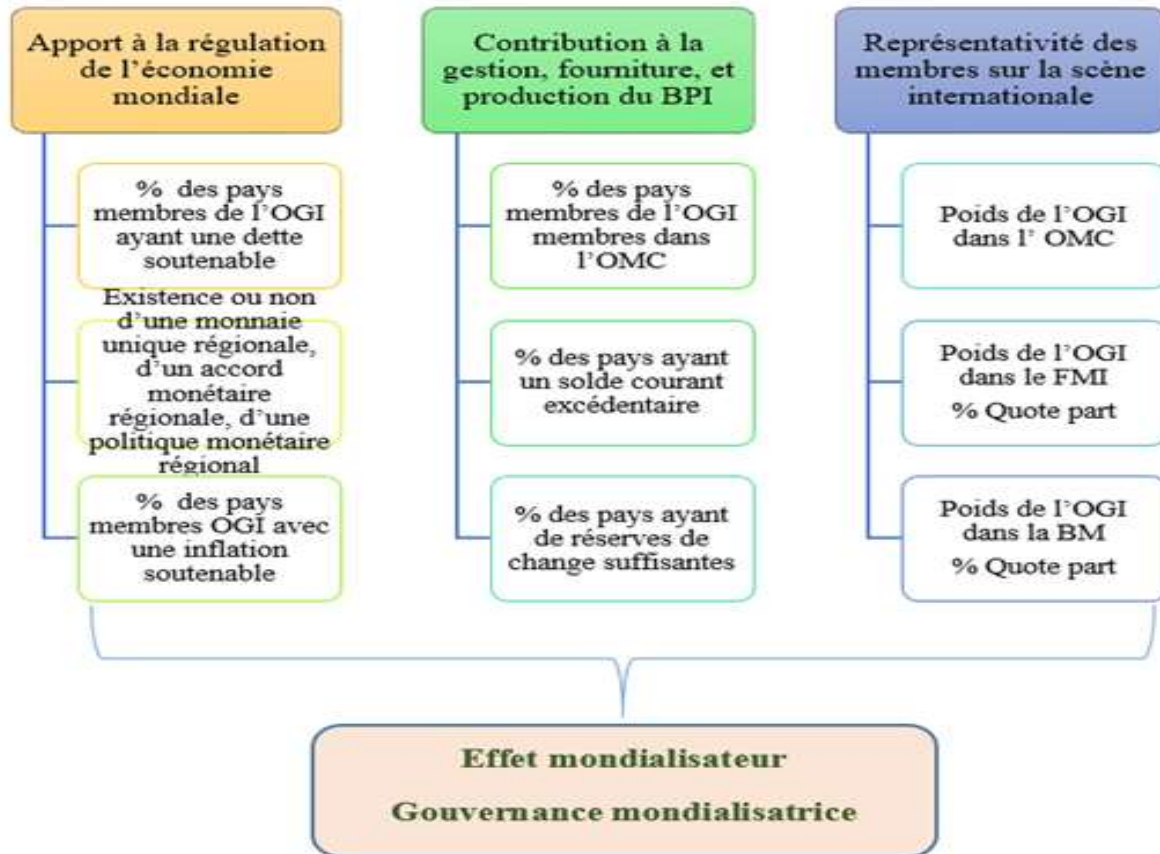 Apport à la régulation
de l'économie
mondiale
% des pays
membres de l'OGI
ayant une dette
soutenable
Existence ou non
d'une monnaie
unique régionale,
d'un accord
monétaire
régionale, d'une
politique monétaire
régional
% des pays
membres OGI avec
une inflation
soutenable
Contribution à la
gestion, fourniture, et
production du BPI
% des pays
membres de l'OGI
membres dans
l'OMC
% des pays ayant
un solde courant
excédentaire
% des pays ayant
de réserves de
change suffisantes
Représentativité des
membres sur la scène
internationale
Poids de l'OGI
dans l' OMC
Poids de l'OGI
dans le FMI
% Quote part
Poids de l'OGI
dans la BM
% Quote part
Effet mondialisateur
Gouvernance mondialisatrice